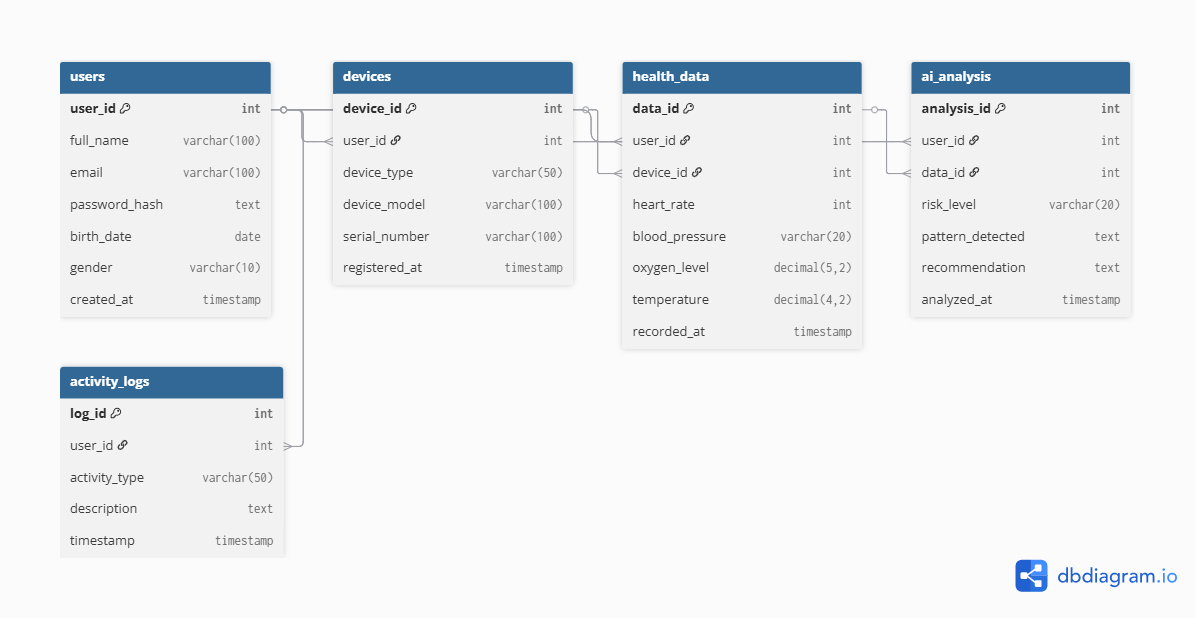 users
user_id int
full_name varchar(100)
email varchar(100)
password_hash text
birth_date date
gender varchar(10)
created_at timestamp
devices
device_id int
user_id int
device_type varchar(50)
device_model varchar(100)
serial_number varchar(100)
registered_at timestamp
health_data
data_id int
user_id int
device_id int
heart_rate int
blood_pressure varchar(20)
oxygen_level decimal(5,2)
temperature decimal(4,2)
recorded_at timestamp
ai_analysis
analysis_id int
user_id int
data_id int
risk_level varchar(20)
pattern_detected text
recommendation text
analyzed_at timestamp
activity_logs
log_id int
user_id int
activity_type varchar(50)
description text
timestamp timestamp
dbdiagram.io